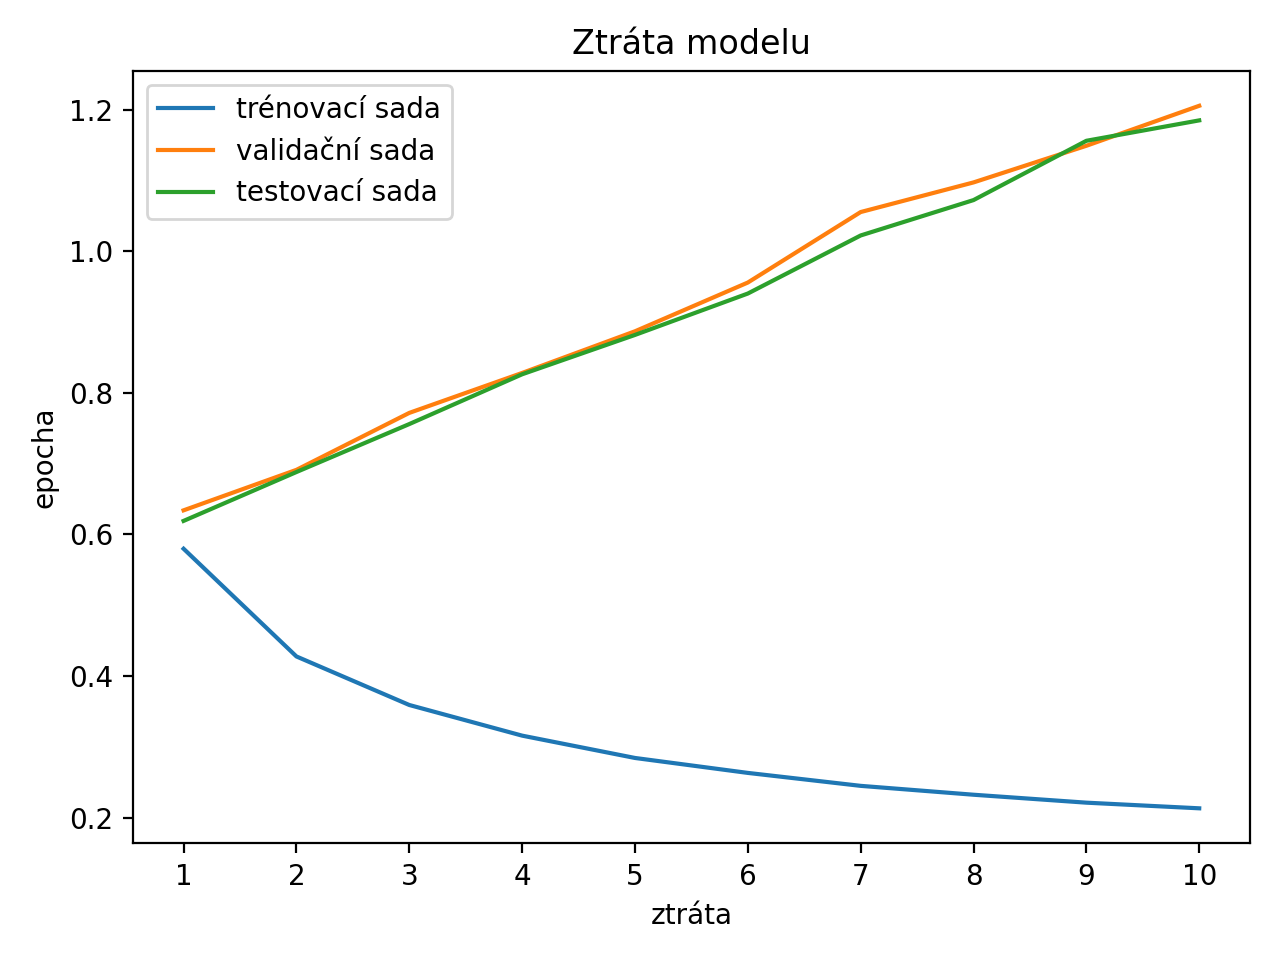 Ztráta modelu
trénovací sada
validační sada
testovací sada
1.2
1.0
0.8
0.6
0.4
0.2
epocha
1 2 3 4 5 6 7 8 9 10
ztráta